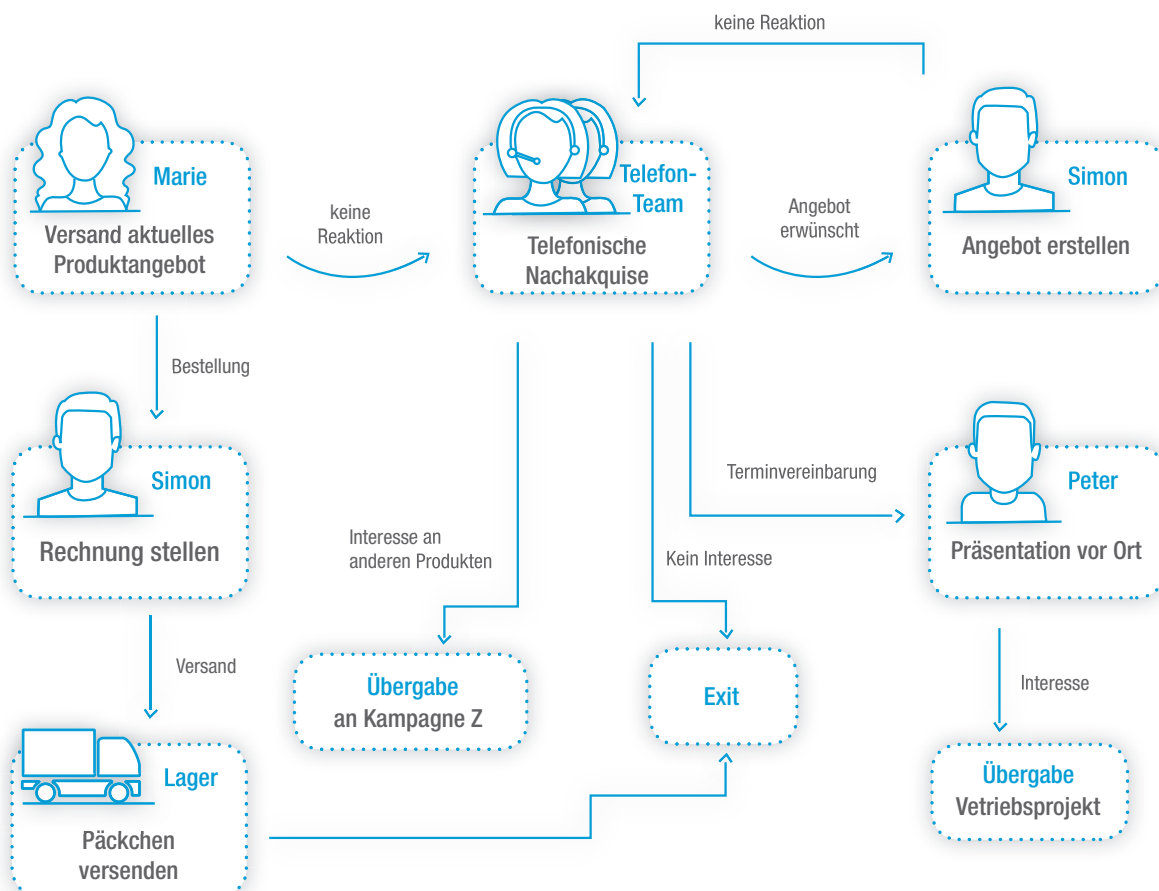 keine Reaktion
Marie
Versand aktuelles
Produktangebot
keine
Reaktion
Telefon-
Team
Telefonische
Nachakquise
Angebot
erwünscht
Simon
Angebot erstellen
Bestellung
Simon
Rechnung stellen
Interesse an
anderen Produkten
Kein Interesse
Terminvereinbarung
Peter
Präsentation vor Ort
Versand
Übergabe
an Kampagne Z
Exit
Interesse
Übergabe
Vetriebsprojekt
Lager
Päckchen
versenden